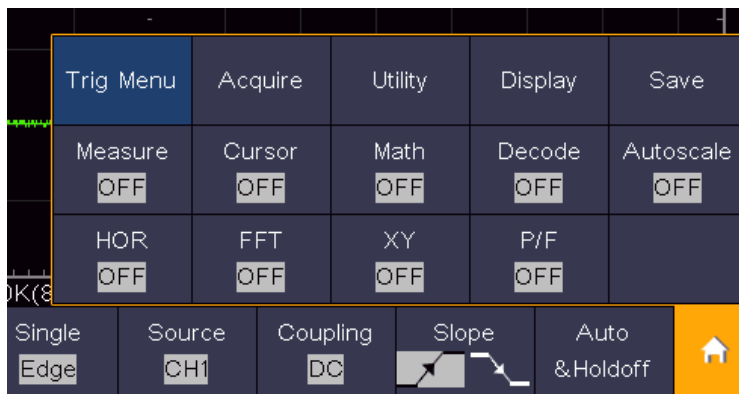 Trig Menu Acquire Utility Display Save
Measure Cursor Math Decode Autoscale
OFF OFF OFF OFF OFF
HOR FFT XY P/F
OFF OFF OFF OFF
Single Source Coupling Slope Auto
Edge CH1 DC &Holdoff